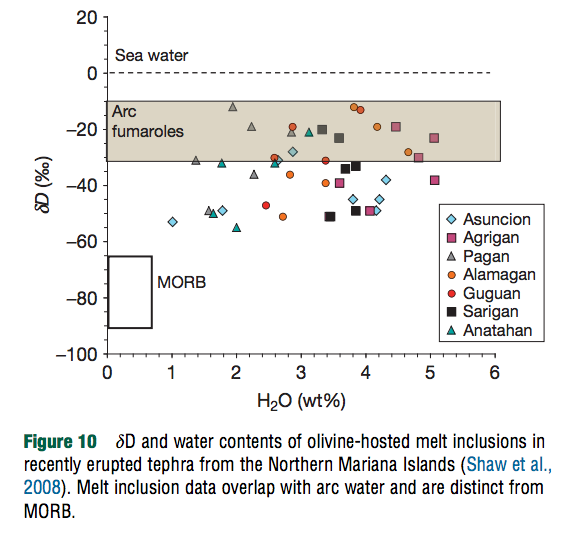 20
Sea water
0
Arc
fumaroles
−20
δD (‰)
−40
−60
MORB
−80
−100
0 1 2 3 4 5 6
H₂O (wt%)
Asuncion
Agrigan
Pagan
Alamagan
Guguan
Sarigan
Anatahan
Figure 10 δD and water contents of olivine-hosted melt inclusions in
recently erupted tephra from the Northern Mariana Islands (Shaw et al.,
2008). Melt inclusion data overlap with arc water and are distinct from
MORB.